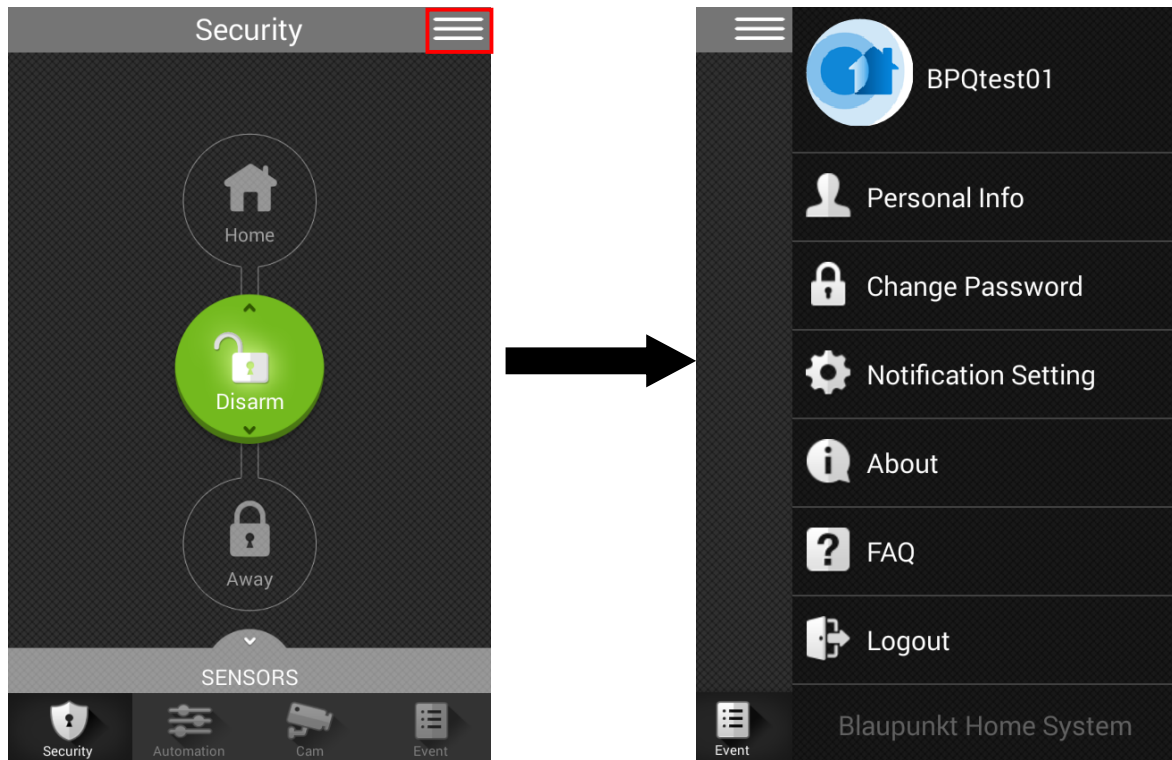 Security
Home
Disarm
Away
SENSORS
Security
Automation
Cam
Event
BPQtest01
Personal Info
Change Password
Notification Setting
About
FAQ
Logout
Event
Blaupunkt Home System